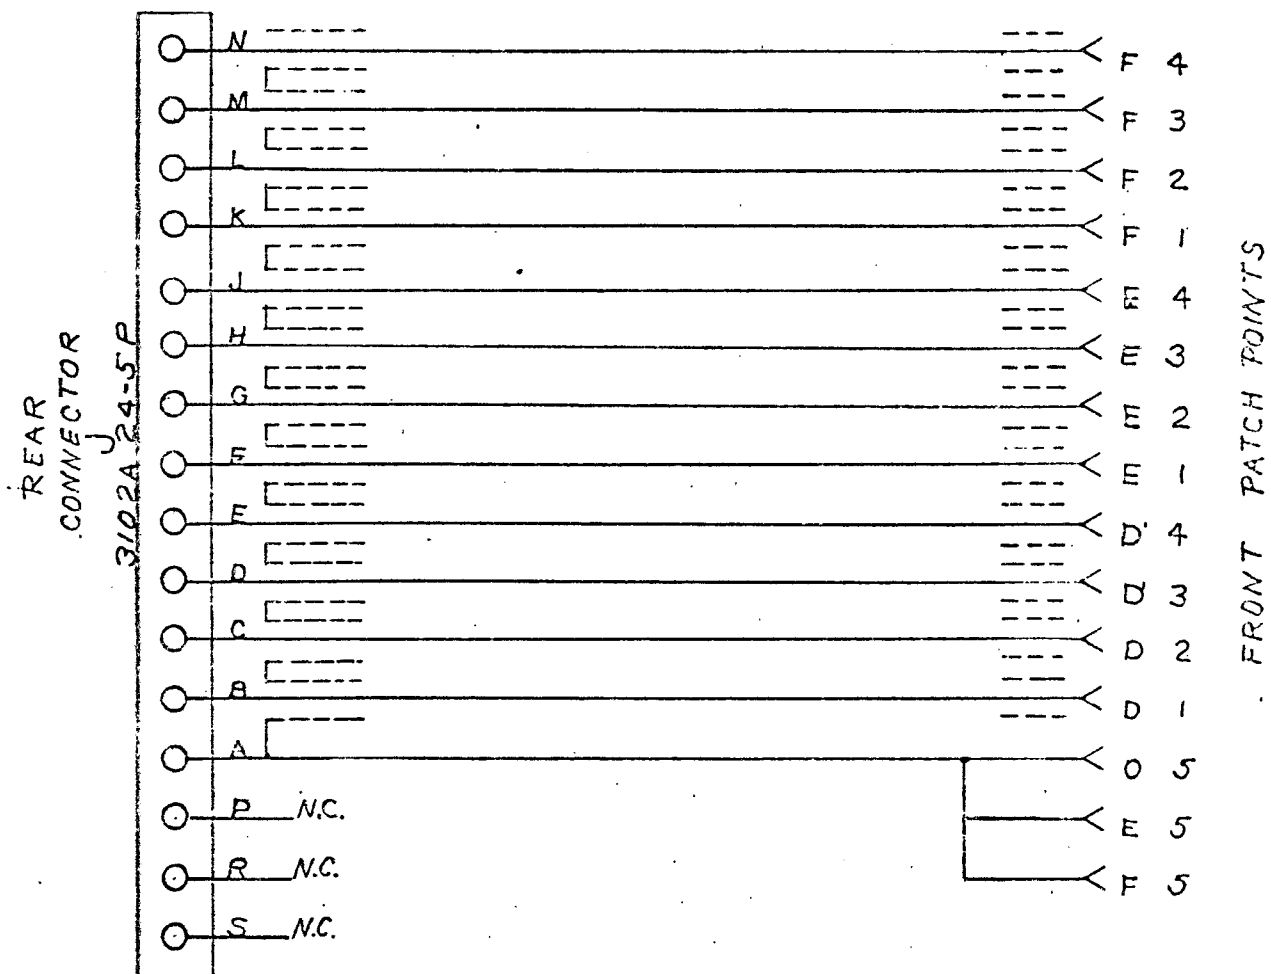 REAR
CONNECTOR
J
3102A-24-5P
N F 4
M F 3
L F 2
K F 1
J E 4
H E 3
G E 2
F E 1
E D 4
D D 3
C D 2
B D 1
A O 5
P N.C. E 5
R N.C. F 5
S N.C.
FRONT PATCH POINTS